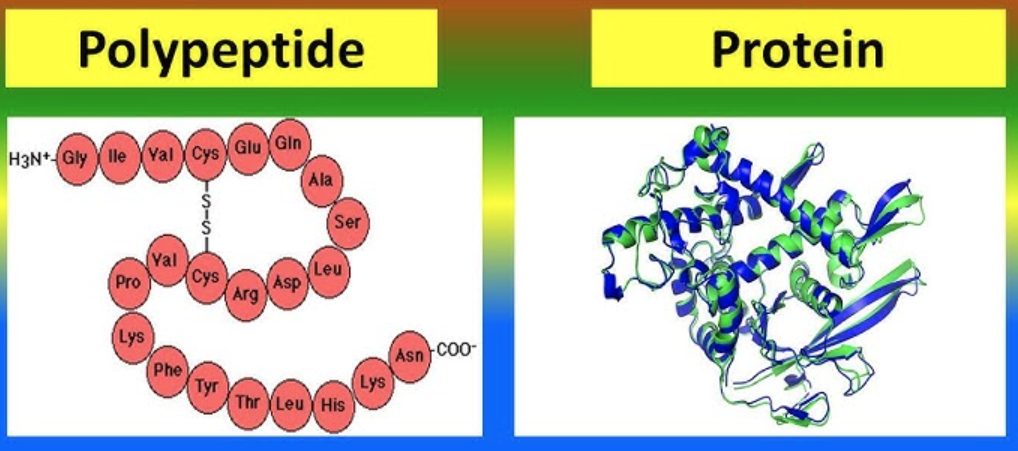 Polypeptide
Protein
H3N⁺- Gly Ile Val Cys Glu Gln
Ala
S
Ser
S
Val Cys Arg Asp Leu
Pro
Lys
Phe Tyr Thr Leu His Lys Asn -COO⁻